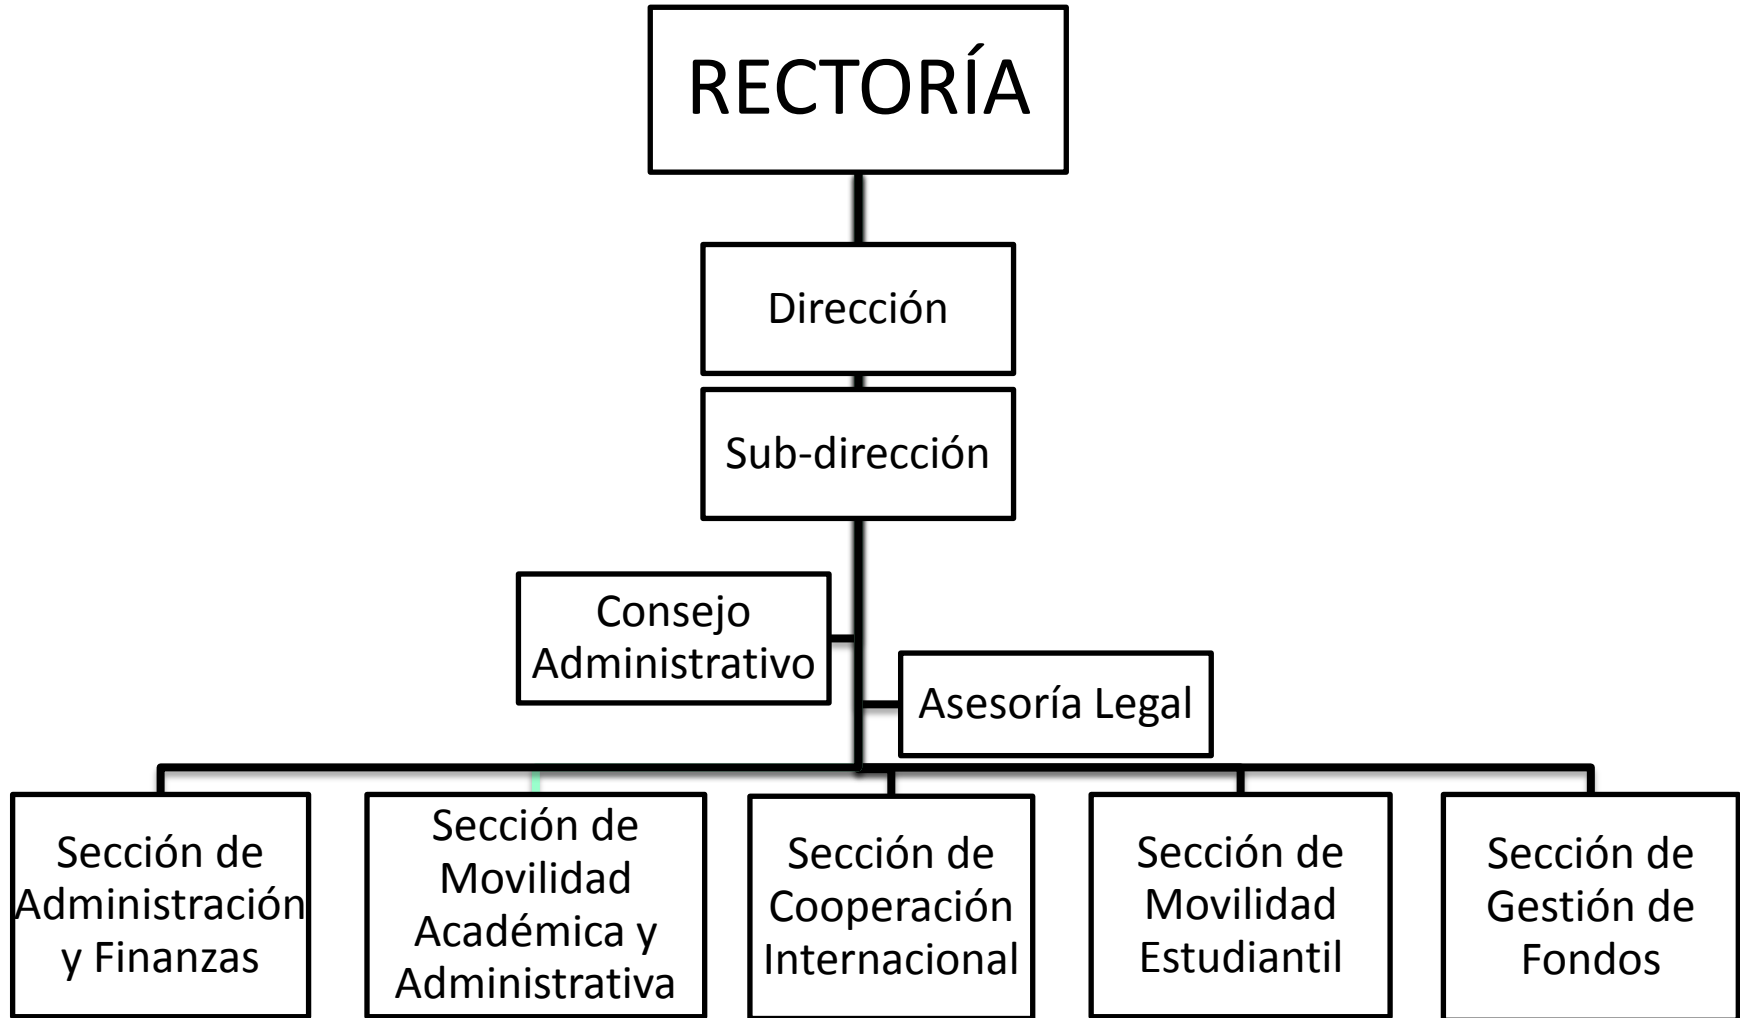 RECTORÍA
Dirección
Sub-dirección
Consejo
Administrativo
Asesoría Legal
Sección de
Administración
y Finanzas
Sección de
Movilidad
Académica y
Administrativa
Sección de
Cooperación
Internacional
Sección de
Movilidad
Estudiantil
Sección de
Gestión de
Fondos